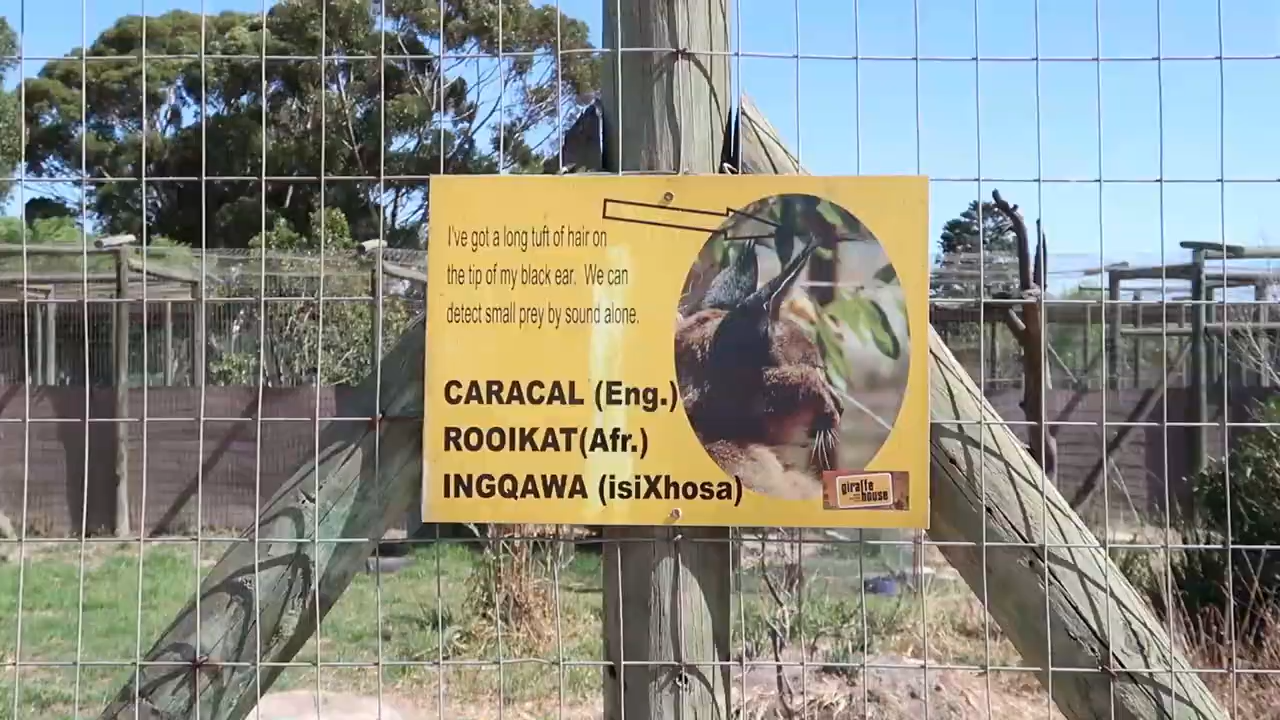 I've got a long tuft of hair on
the tip of my black ear. We can
detect small prey by sound alone.
CARACAL (Eng.)
ROOIKAT(Afr.)
INGQAWA (isiXhosa)
giraffe
house